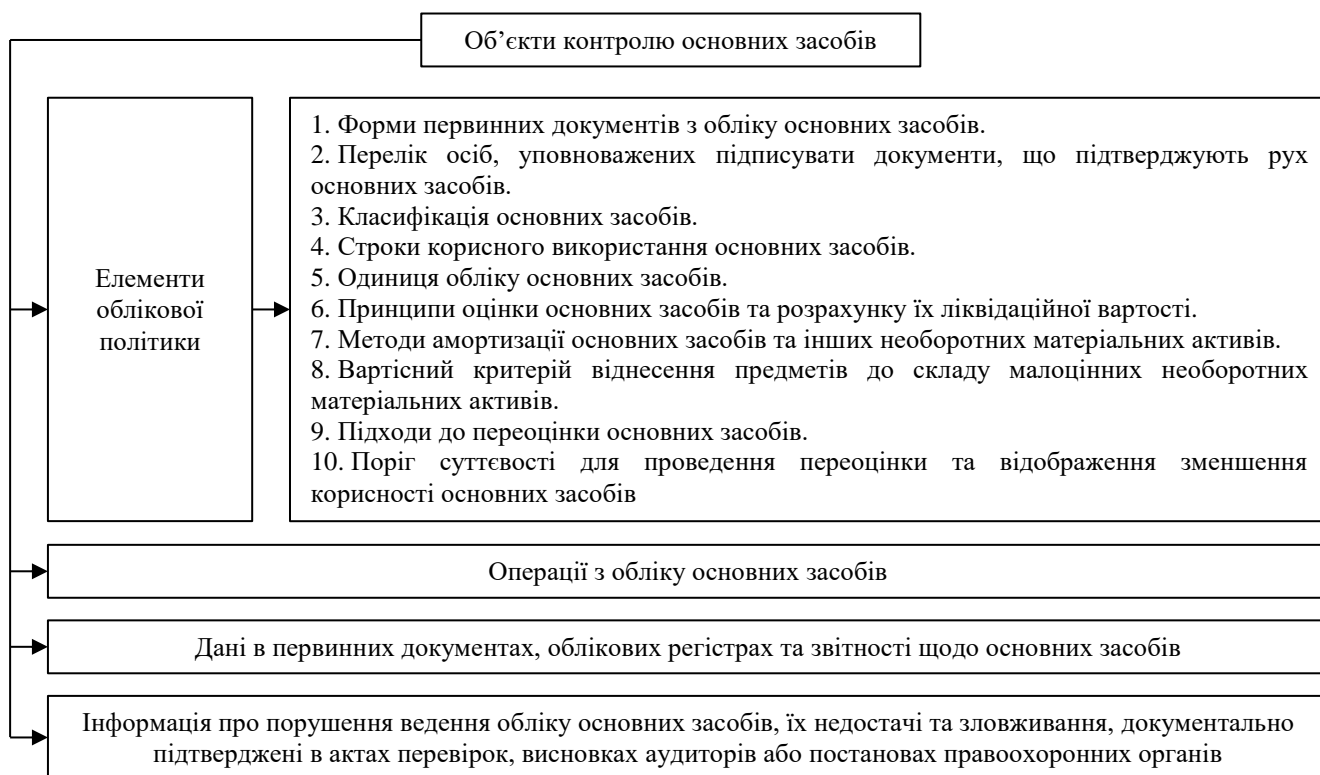 Об’єкти контролю основних засобів
Елементи
облікової
політики
1. Форми первинних документів з обліку основних засобів.
2. Перелік осіб, уповноважених підписувати документи, що підтверджують рух
основних засобів.
3. Класифікація основних засобів.
4. Строки корисного використання основних засобів.
5. Одиниця обліку основних засобів.
6. Принципи оцінки основних засобів та розрахунку їх ліквідаційної вартості.
7. Методи амортизації основних засобів та інших необоротних матеріальних активів.
8. Вартісний критерій віднесення предметів до складу малоцінних необоротних
матеріальних активів.
9. Підходи до переоцінки основних засобів.
10. Поріг суттєвості для проведення переоцінки та відображення зменшення
корисності основних засобів
Операції з обліку основних засобів
Дані в первинних документах, облікових регістрах та звітності щодо основних засобів
Інформація про порушення ведення обліку основних засобів, їх недостачі та зловживання, документально
підтверджені в актах перевірок, висновках аудиторів або постановах правоохоронних органів